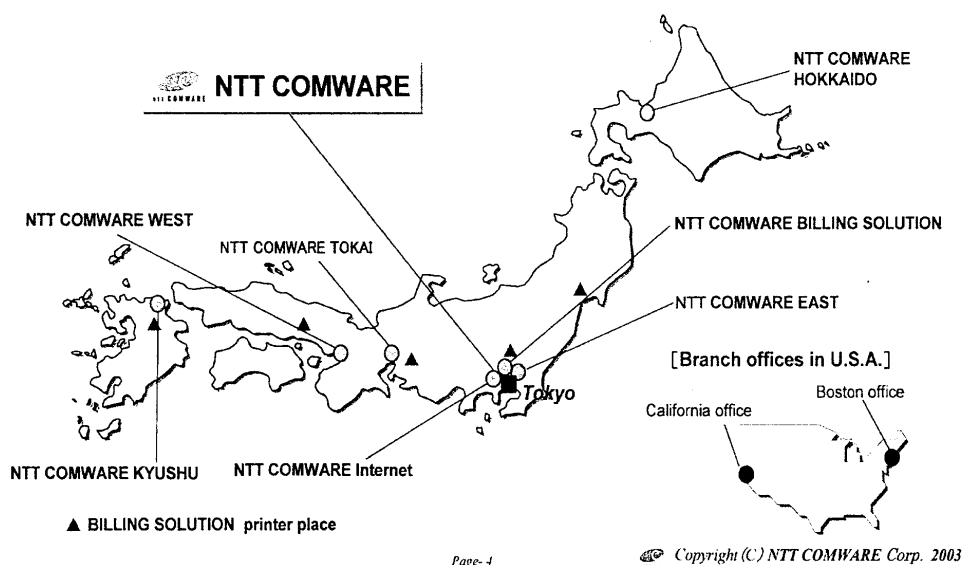 NTT COMWARE
HOKKAIDO
NTT COMWARE
NTT COMWARE
NTT COMWARE WEST
NTT COMWARE TOKAI
NTT COMWARE BILLING SOLUTION
NTT COMWARE EAST
[Branch offices in U.S.A.]
Tokyo
Boston office
California office
NTT COMWARE KYUSHU
NTT COMWARE Internet
▲ BILLING SOLUTION printer place
Page- 4
Copyright (C) NTT COMWARE Corp. 2003